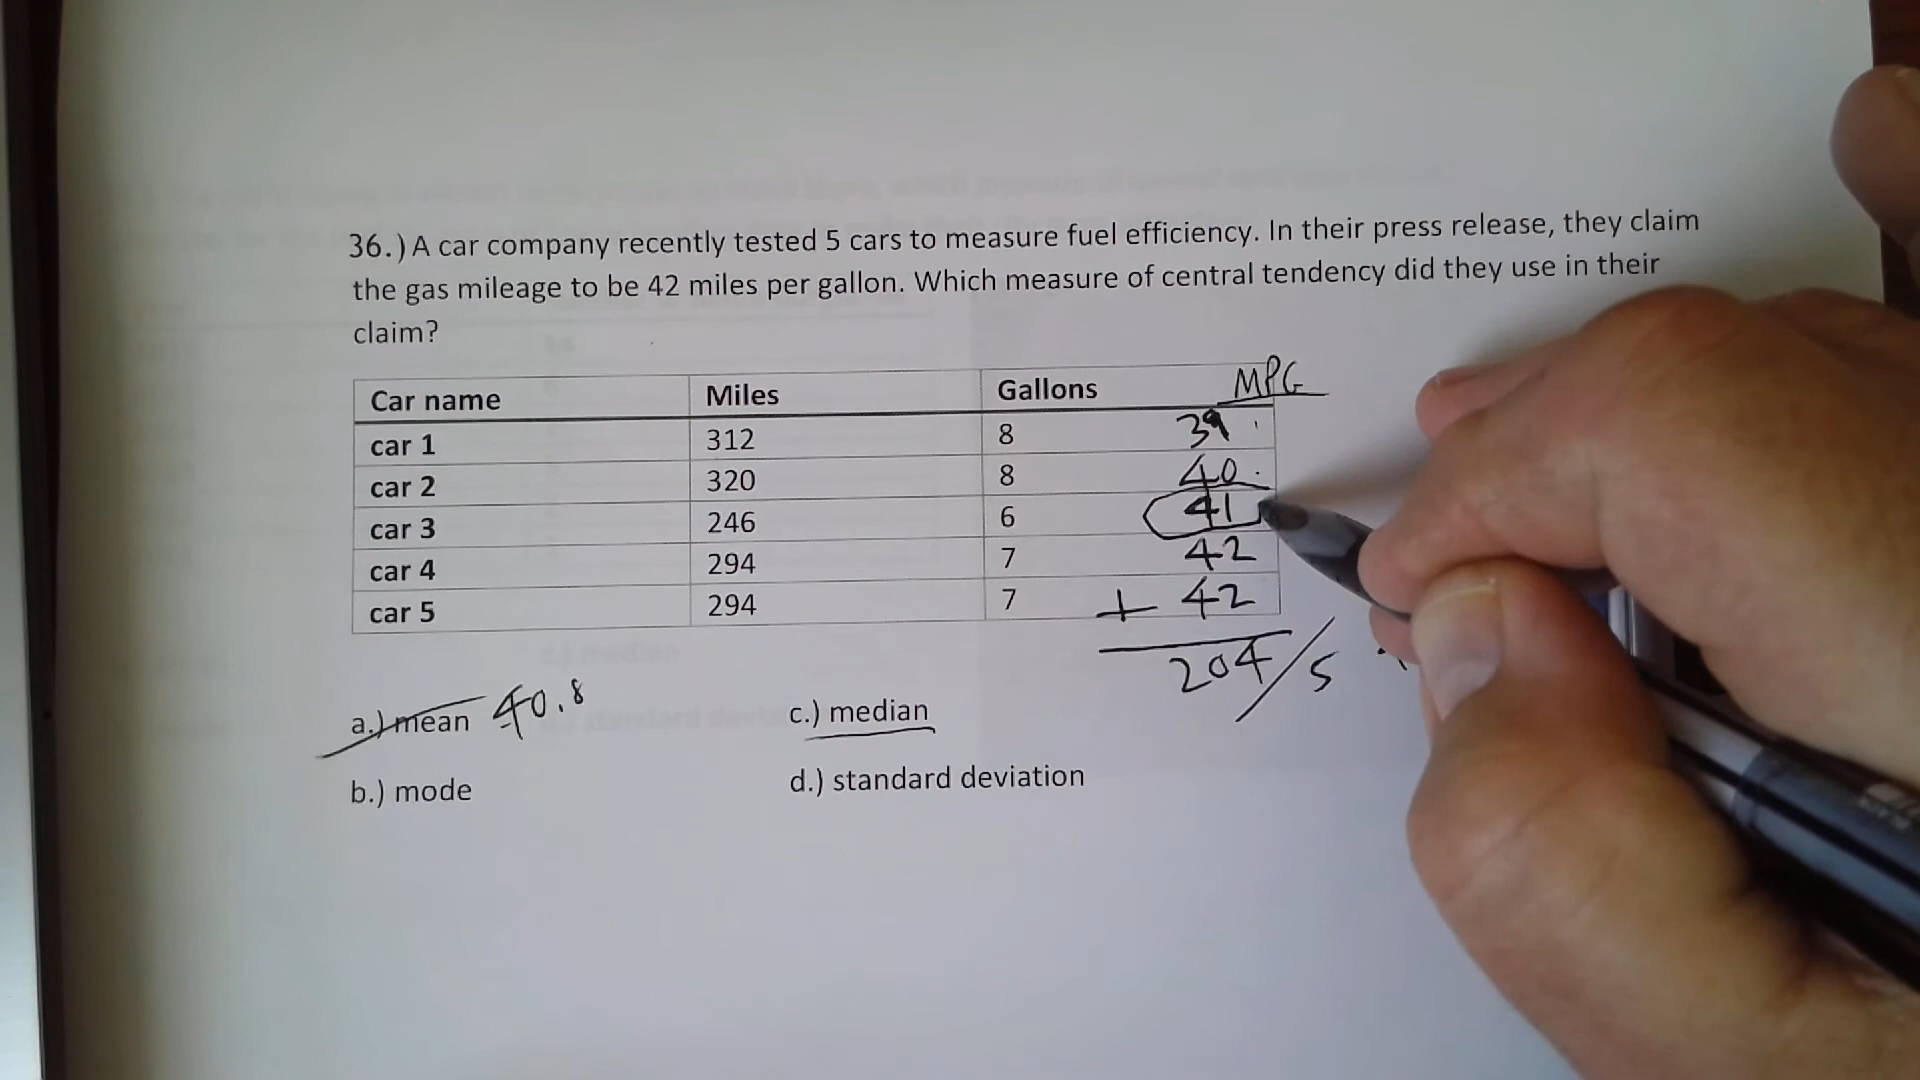 36.) A car company recently tested 5 cars to measure fuel efficiency. In their press release, they claim
the gas mileage to be 42 miles per gallon. Which measure of central tendency did they use in their
claim?
MPG
Car name Miles Gallons
car 1 312 8 39
car 2 320 8 40
car 3 246 6 41
car 4 294 7 42
car 5 294 7 + 42
204/5
a.) mean 40.8 c.) median
b.) mode d.) standard deviation